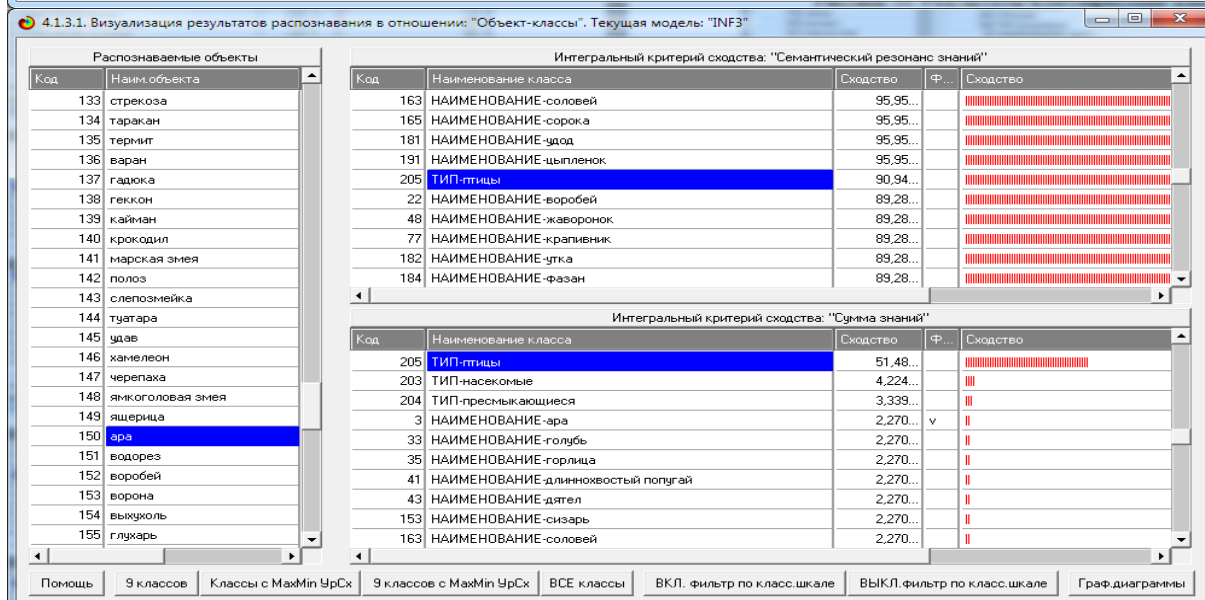 4.1.3.1. Визуализация результатов распознавания в отношении: "Объект-классы". Текущая модель: "INF3"
Распознаваемые объекты
Код Наим.объекта
133 стрекоза
134 таракан
135 термит
136 варан
137 гадюка
138 геккон
139 кайман
140 крокодил
141 марская змея
142 полоз
143 слепозмейка
144 туатара
145 удав
146 хамелеон
147 черепаха
148 ямкоголовая змея
149 ящерица
150 ара
151 водорез
152 воробей
153 ворона
154 выхухоль
155 глухарь
Интегральный критерий сходства: "Семантический резонанс знаний"
Код Наименование класса Сходство Ф... Сходство
163 НАИМЕНОВАНИЕ-соловей 95,95...
165 НАИМЕНОВАНИЕ-сорока 95,95...
181 НАИМЕНОВАНИЕ-удод 95,95...
191 НАИМЕНОВАНИЕ-цыпленок 95,95...
205 ТИП-птицы 90,94...
22 НАИМЕНОВАНИЕ-воробей 89,28...
48 НАИМЕНОВАНИЕ-жаворонок 89,28...
77 НАИМЕНОВАНИЕ-крапивник 89,28...
182 НАИМЕНОВАНИЕ-утка 89,28...
184 НАИМЕНОВАНИЕ-фазан 89,28...
Интегральный критерий сходства: "Сумма знаний"
Код Наименование класса Сходство Ф... Сходство
205 ТИП-птицы 51,48...
203 ТИП-насекомые 4,224...
204 ТИП-пресмыкающиеся 3,339...
3 НАИМЕНОВАНИЕ-ара 2,270... v
33 НАИМЕНОВАНИЕ-голубь 2,270...
35 НАИМЕНОВАНИЕ-горлица 2,270...
41 НАИМЕНОВАНИЕ-длиннохвостый попугай 2,270...
43 НАИМЕНОВАНИЕ-дятел 2,270...
153 НАИМЕНОВАНИЕ-сизарь 2,270...
163 НАИМЕНОВАНИЕ-соловей 2,270...
Помощь 9 классов Классы с MaxMin УрСх 9 классов с MaxMin УрСх ВСЕ классы ВКЛ. фильтр по класс.шкале ВЫКЛ.фильтр по класс.шкале Граф.диаграммы